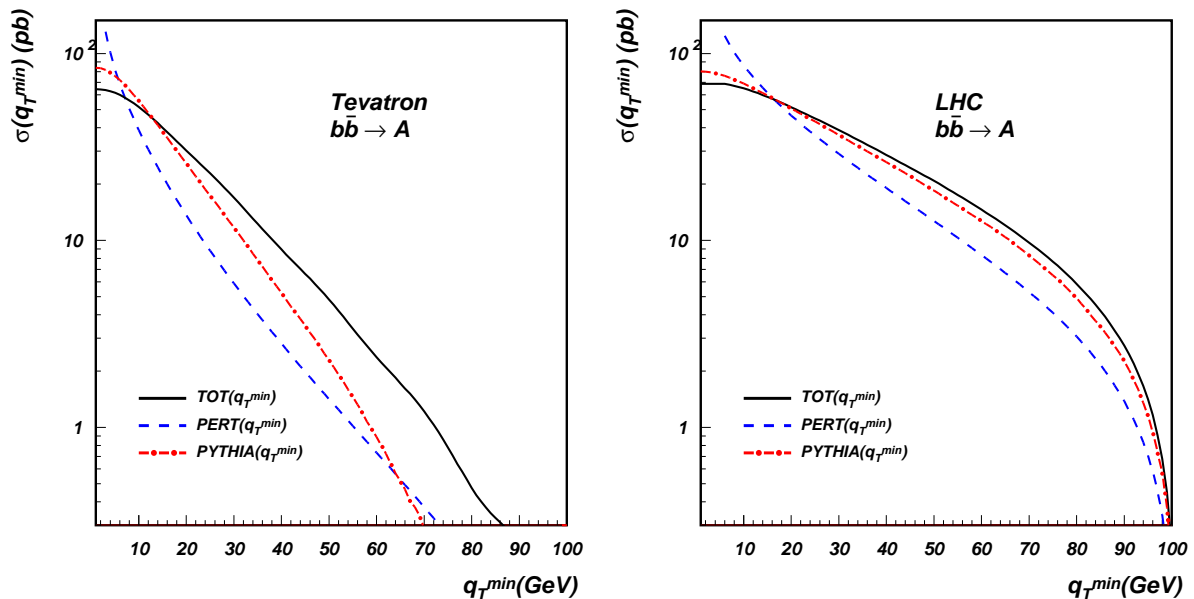 σ(q_T^min) (pb)
10^2
10
1
Tevatron
bb̄ → A
TOT(q_T^min)
PERT(q_T^min)
PYTHIA(q_T^min)
10 20 30 40 50 60 70 80 90 100
q_T^min(GeV)
σ(q_T^min) (pb)
10^2
10
1
LHC
bb̄ → A
TOT(q_T^min)
PERT(q_T^min)
PYTHIA(q_T^min)
10 20 30 40 50 60 70 80 90 100
q_T^min(GeV)